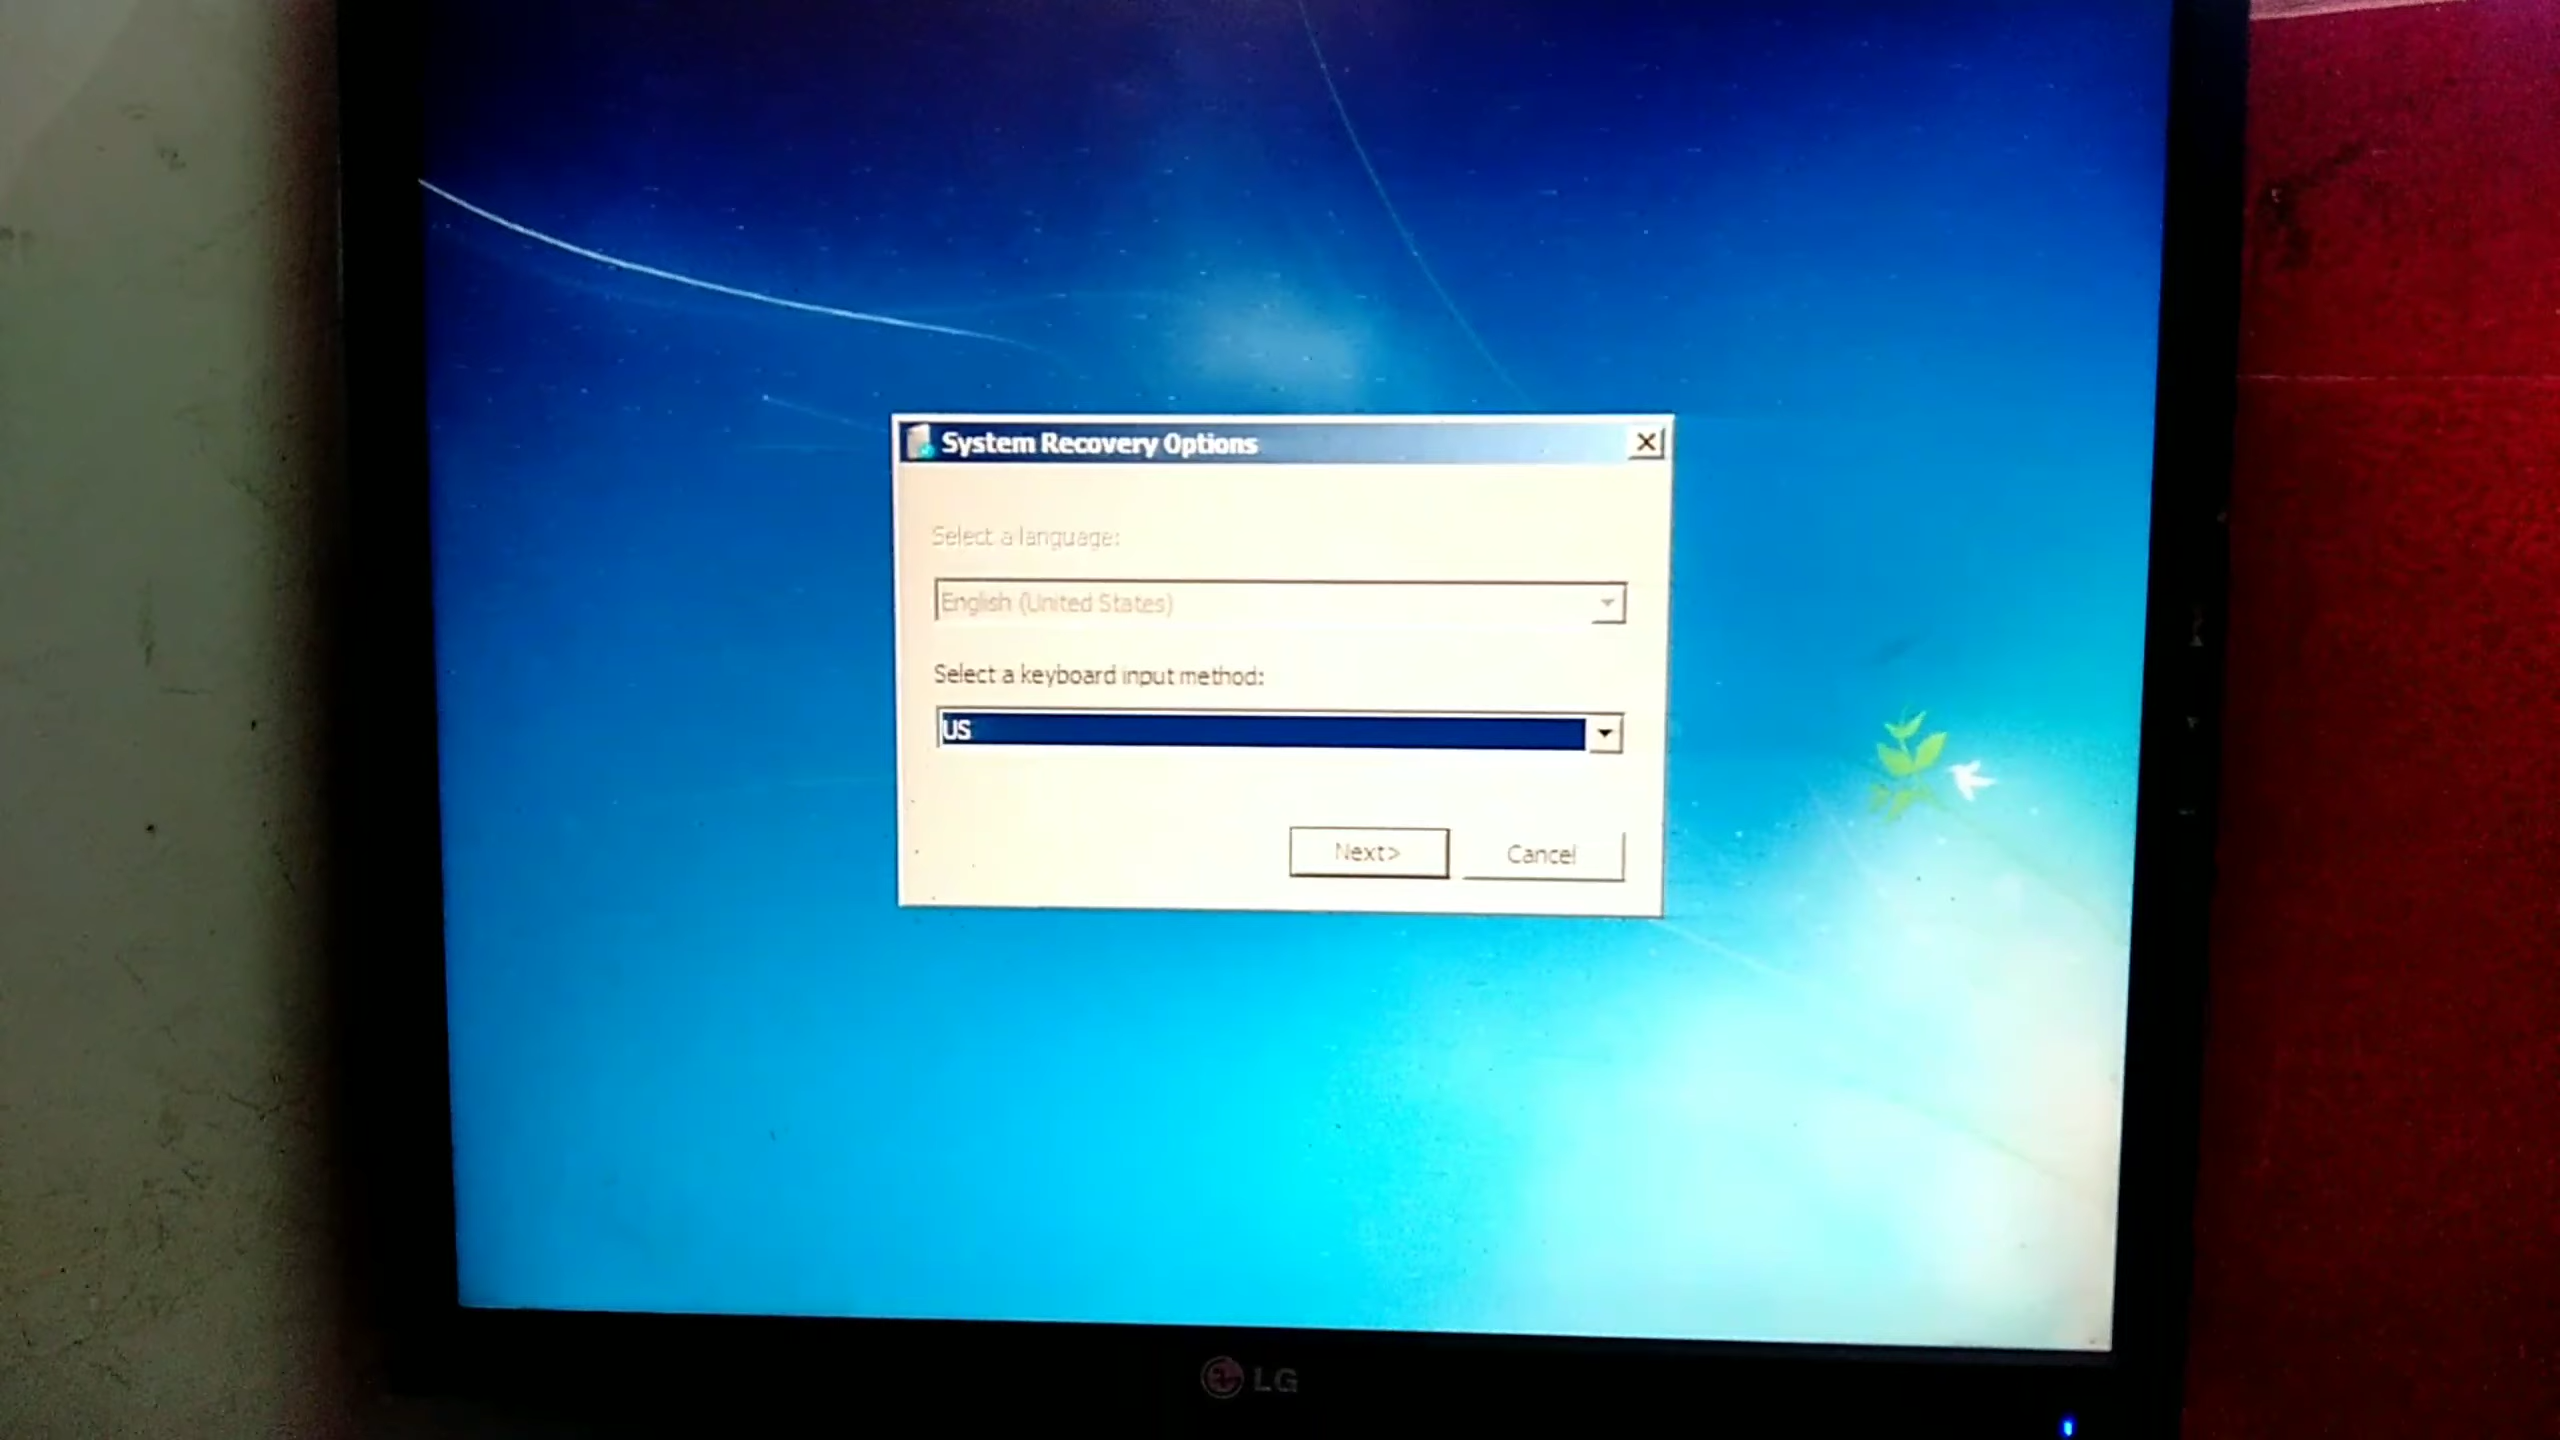 System Recovery Options
Select a language:
English (United States)
Select a keyboard input method:
US
Next> Cancel
LG